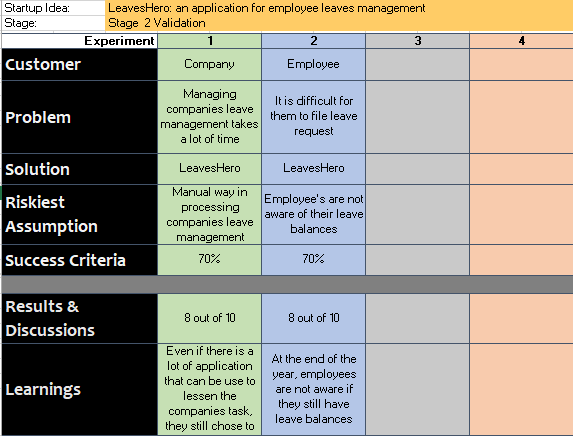 Startup Idea: LeavesHero: an application for employee leaves management
Stage: Stage 2 Validation
Experiment 1 2 3 4
Customer Company Employee
Problem
Managing
companies leave
management takes
a lot of time
It is difficult for
them to file leave
request
Solution LeavesHero LeavesHero
Riskiest
Assumption
Manual way in
processing
companies leave
management
Employee's are not
aware of their leave
balances
Success Criteria 70% 70%
Results &
Discussions
8 out of 10 8 out of 10
Learnings
Even if there is a
lot of application
that can be use to
lessen the
companies task,
they still chose to
At the end of the
year, employees
are not aware if
they still have
leave balances